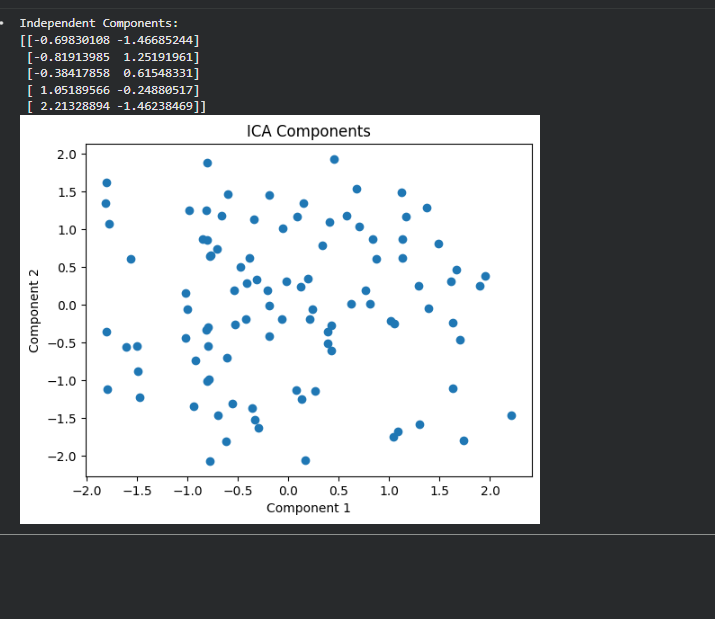 Independent Components:
[[-0.69830108 -1.46685244]
[-0.81913985  1.25191961]
[-0.38417858  0.61548331]
[ 1.05189566 -0.24880517]
[ 2.21328894 -1.46238469]]
ICA Components
2.0
1.5
1.0
0.5
0.0
−0.5
−1.0
−1.5
−2.0
Component 2
−2.0 −1.5 −1.0 −0.5 0.0 0.5 1.0 1.5 2.0
Component 1